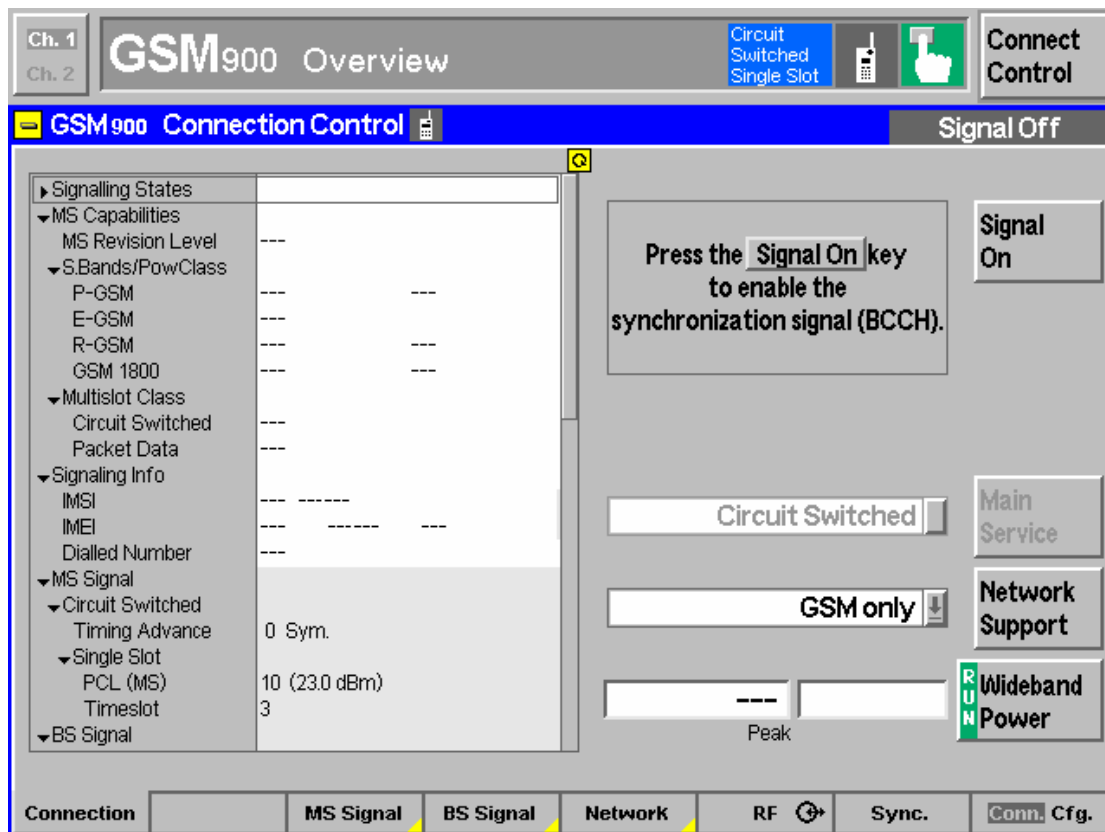 Ch. 1
Ch. 2
GSM900 Overview
Circuit
Switched
Single Slot
Connect
Control
GSM900 Connection Control
Signal Off
Signalling States
MS Capabilities
MS Revision Level ---
S.Bands/PowClass
P-GSM --- ---
E-GSM ---
R-GSM --- ---
GSM 1800 --- ---
Multislot Class
Circuit Switched ---
Packet Data ---
Signaling Info
IMSI --- ------
IMEI --- ------ ---
Dialled Number ---
MS Signal
Circuit Switched
Timing Advance 0 Sym.
Single Slot
PCL (MS) 10 (23.0 dBm)
Timeslot 3
BS Signal
Press the Signal On key
to enable the
synchronization signal (BCCH).
Signal
On
Circuit Switched
Main
Service
GSM only
Network
Support
---
Peak
RUN
Wideband
Power
Connection
MS Signal
BS Signal
Network
RF
Sync.
Conn. Cfg.